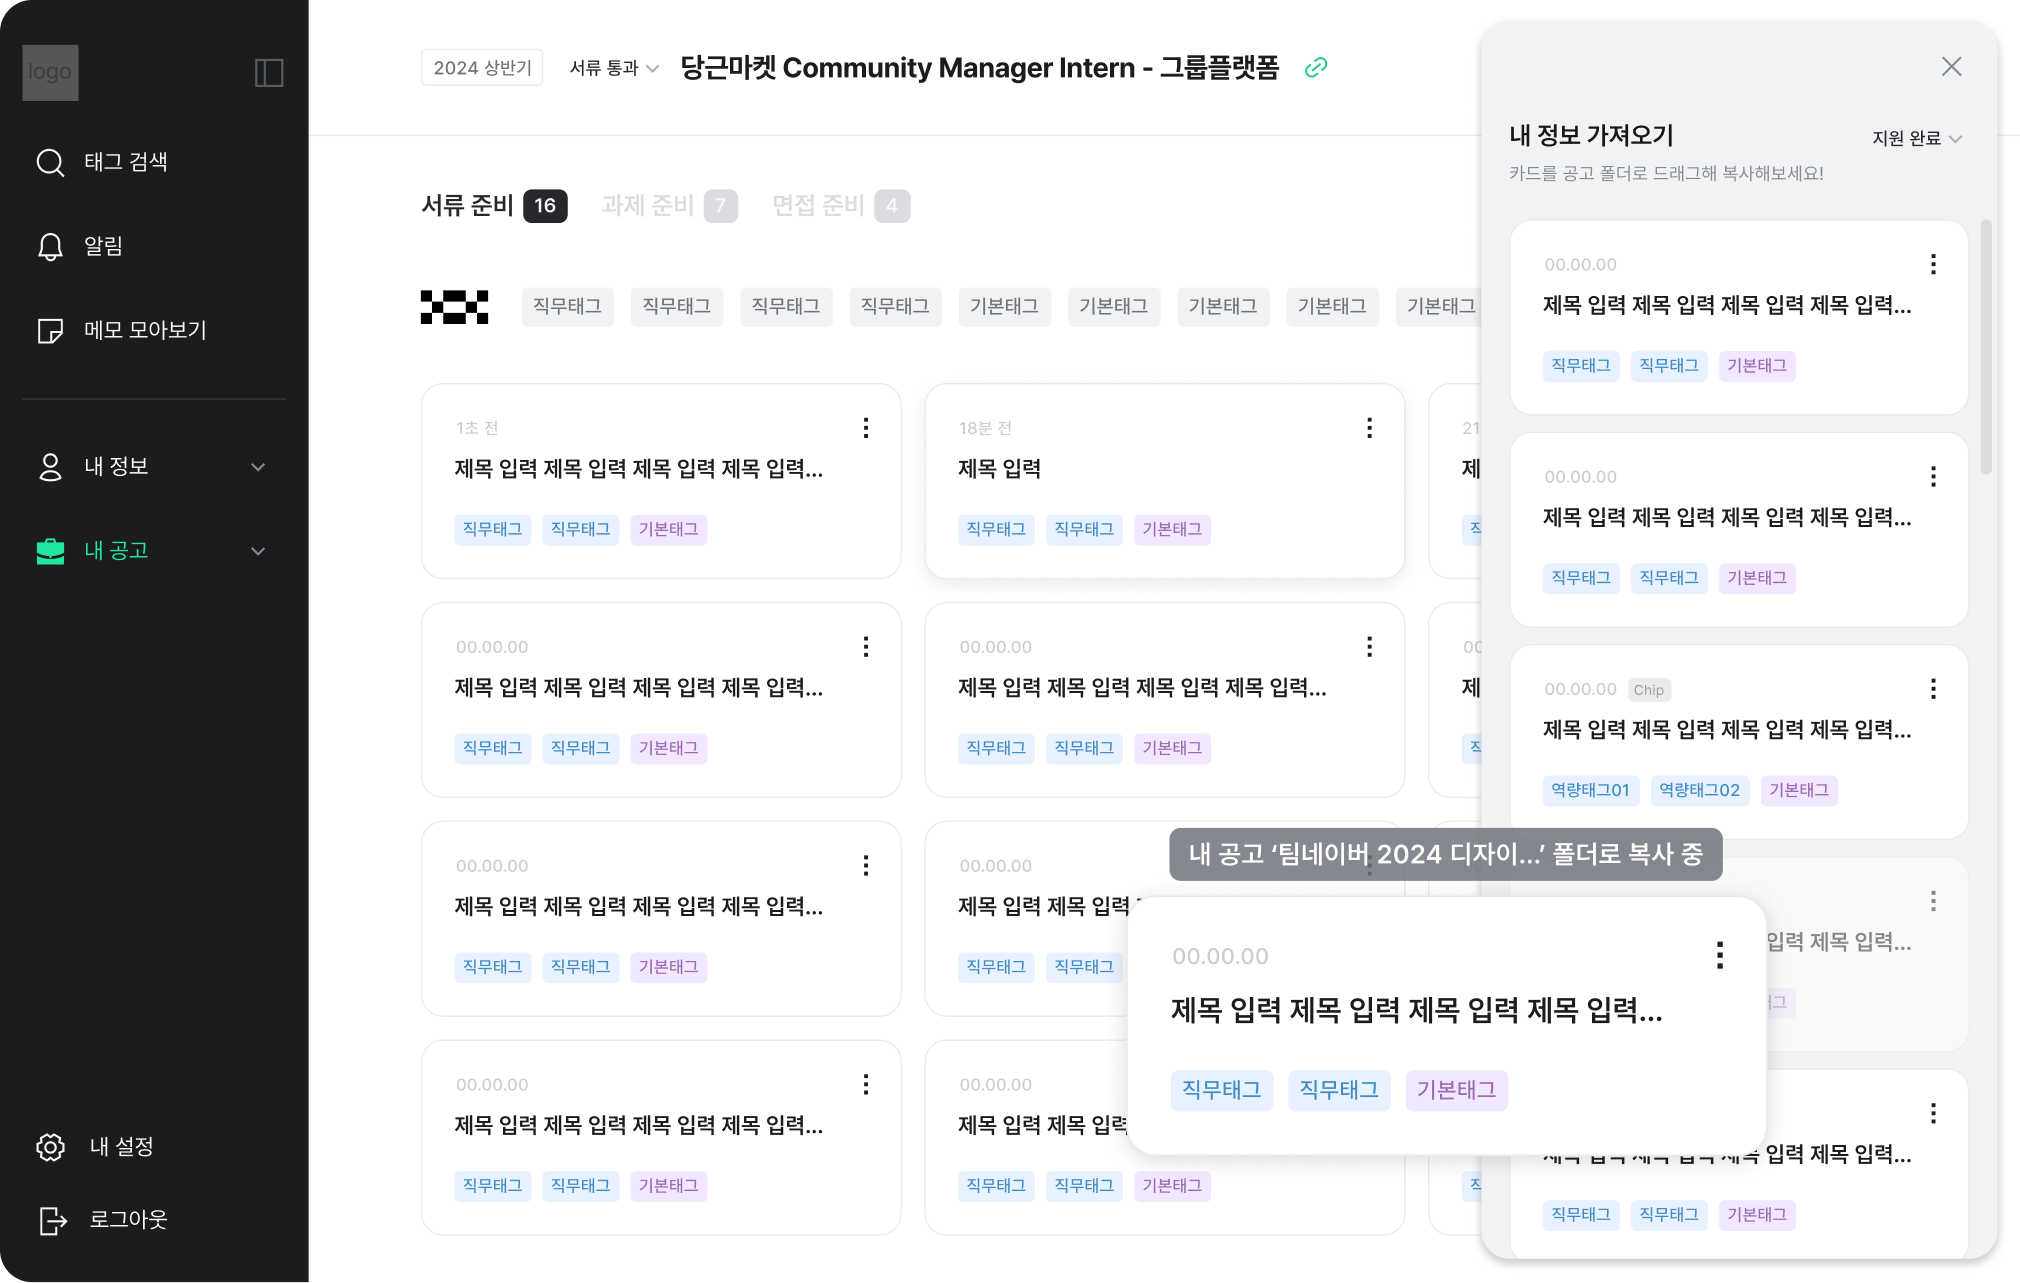 logo
태그 검색
알림
메모 모아보기
내 정보
내 공고
내 설정
로그아웃
2024 상반기 서류 통과 당근마켓 Community Manager Intern - 그룹플랫폼
서류 준비 16 과제 준비 7 면접 준비 4
직무태그 직무태그 직무태그 직무태그 기본태그 기본태그 기본태그 기본태그 기본태그
1초 전
제목 입력 제목 입력 제목 입력 제목 입력...
직무태그 직무태그 기본태그
18분 전
제목 입력
직무태그 직무태그 기본태그
21
제
00.00.00
제목 입력 제목 입력 제목 입력 제목 입력...
직무태그 직무태그 기본태그
00.00.00
제목 입력 제목 입력 제목 입력 제목 입력...
직무태그 직무태그 기본태그
제
00.00.00
제목 입력 제목 입력 제목 입력 제목 입력...
직무태그 직무태그 기본태그
00.00.00
제목 입력 제목 입력
직무태그 직무태그
00.00.00
제목 입력 제목 입력 제목 입력 제목 입력...
직무태그 직무태그 기본태그
00.00.00
제목 입력 제목 입력
직무태그 직무태그 기본태그
내 정보 가져오기 지원 완료
카드를 공고 폴더로 드래그해 복사해보세요!
00.00.00
제목 입력 제목 입력 제목 입력 제목 입력...
직무태그 직무태그 기본태그
00.00.00
제목 입력 제목 입력 제목 입력 제목 입력...
직무태그 직무태그 기본태그
00.00.00 Chip
제목 입력 제목 입력 제목 입력 제목 입력...
역량태그01 역량태그02 기본태그
내 공고 ‘팀네이버 2024 디자이...’ 폴더로 복사 중
입력 제목 입력...
00.00.00
제목 입력 제목 입력 제목 입력 제목 입력...
직무태그 직무태그 기본태그
제목 입력 제목 입력 제목 입력 제목 입력...
직무태그 직무태그 기본태그